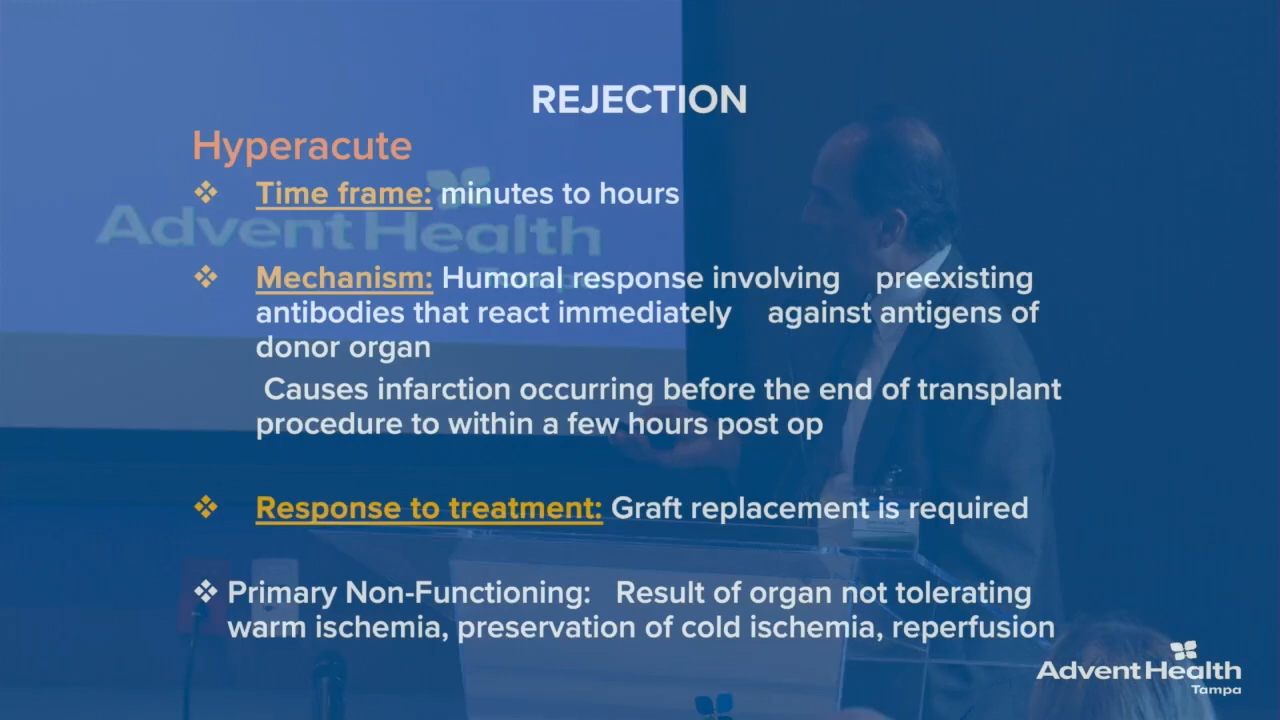 REJECTION
Hyperacute
❖ Time frame: minutes to hours
AdventHealth
Tampa
❖ Mechanism: Humoral response involving preexisting
antibodies that react immediately against antigens of
donor organ
Causes infarction occurring before the end of transplant
procedure to within a few hours post op
❖ Response to treatment: Graft replacement is required
❖ Primary Non-Functioning: Result of organ not tolerating
warm ischemia, preservation of cold ischemia, reperfusion
AdventHealth
Tampa